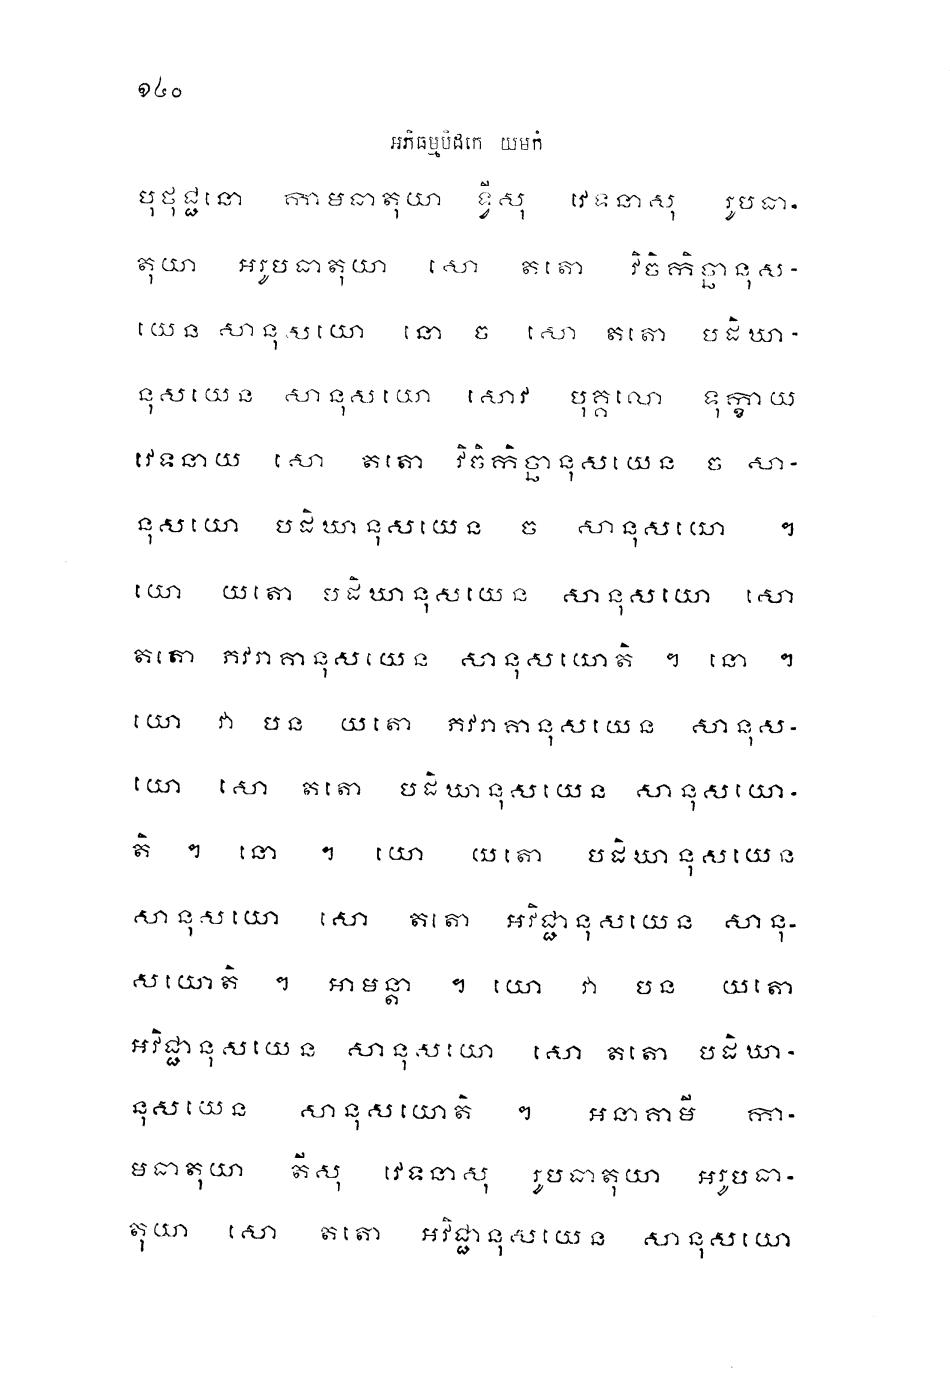 ១៤០
អភិធម្មបិដកេ យមកំ
បុថុជ្ជនោ កាមធាតុយា ទ្វីសុ វេទនាសុ រូបធា-
តុយា អរូបធាតុយា សោ តតោ វិចិកិច្ឆានុស-
យេន សានុសយោ នោ ច សោ តតោ បដិឃា-
នុសយេន សានុសយោ សោវ បុគ្គលោ ទុក្ខាយ
វេទនាយ សោ តតោ វិចិកិច្ឆានុសយេន ច សា-
នុសយោ បដិឃានុសយេន ច សានុសយោ ។
យោ យតោ បដិឃានុសយេន សានុសយោ សោ
តតោ ភវរាគានុសយេន សានុសយោតិ ។ នោ ។
យោ វា បន យតោ ភវរាគានុសយេន សានុស-
យោ សោ តតោ បដិឃានុសយេន សានុសយោ-
តិ ។ នោ ។ យោ យតោ បដិឃានុសយេន
សានុសយោ សោ តតោ អវិជ្ជានុសយេន សានុ-
សយោតិ ។ អាមន្តា ។ យោ វា បន យតោ
អវិជ្ជានុសយេន សានុសយោ សោ តតោ បដិឃា-
នុសយេន សានុសយោតិ ។ អនាគាមី កា-
មធាតុយា តីសុ វេទនាសុ រូបធាតុយា អរូបធា-
តុយា សោ តតោ អវិជ្ជានុសយេន សានុសយោ